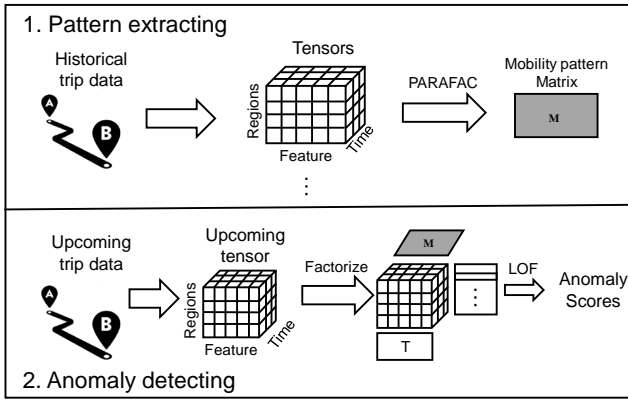 1. Pattern extracting
Historical
trip data
A
B
Tensors
Regions
Feature
Time
⋮
PARAFAC
Mobility pattern
Matrix
M
Upcoming
trip data
A
B
Upcoming
tensor
Regions
Feature
Time
Factorize
M
T
⋮
LOF
Anomaly
Scores
2. Anomaly detecting